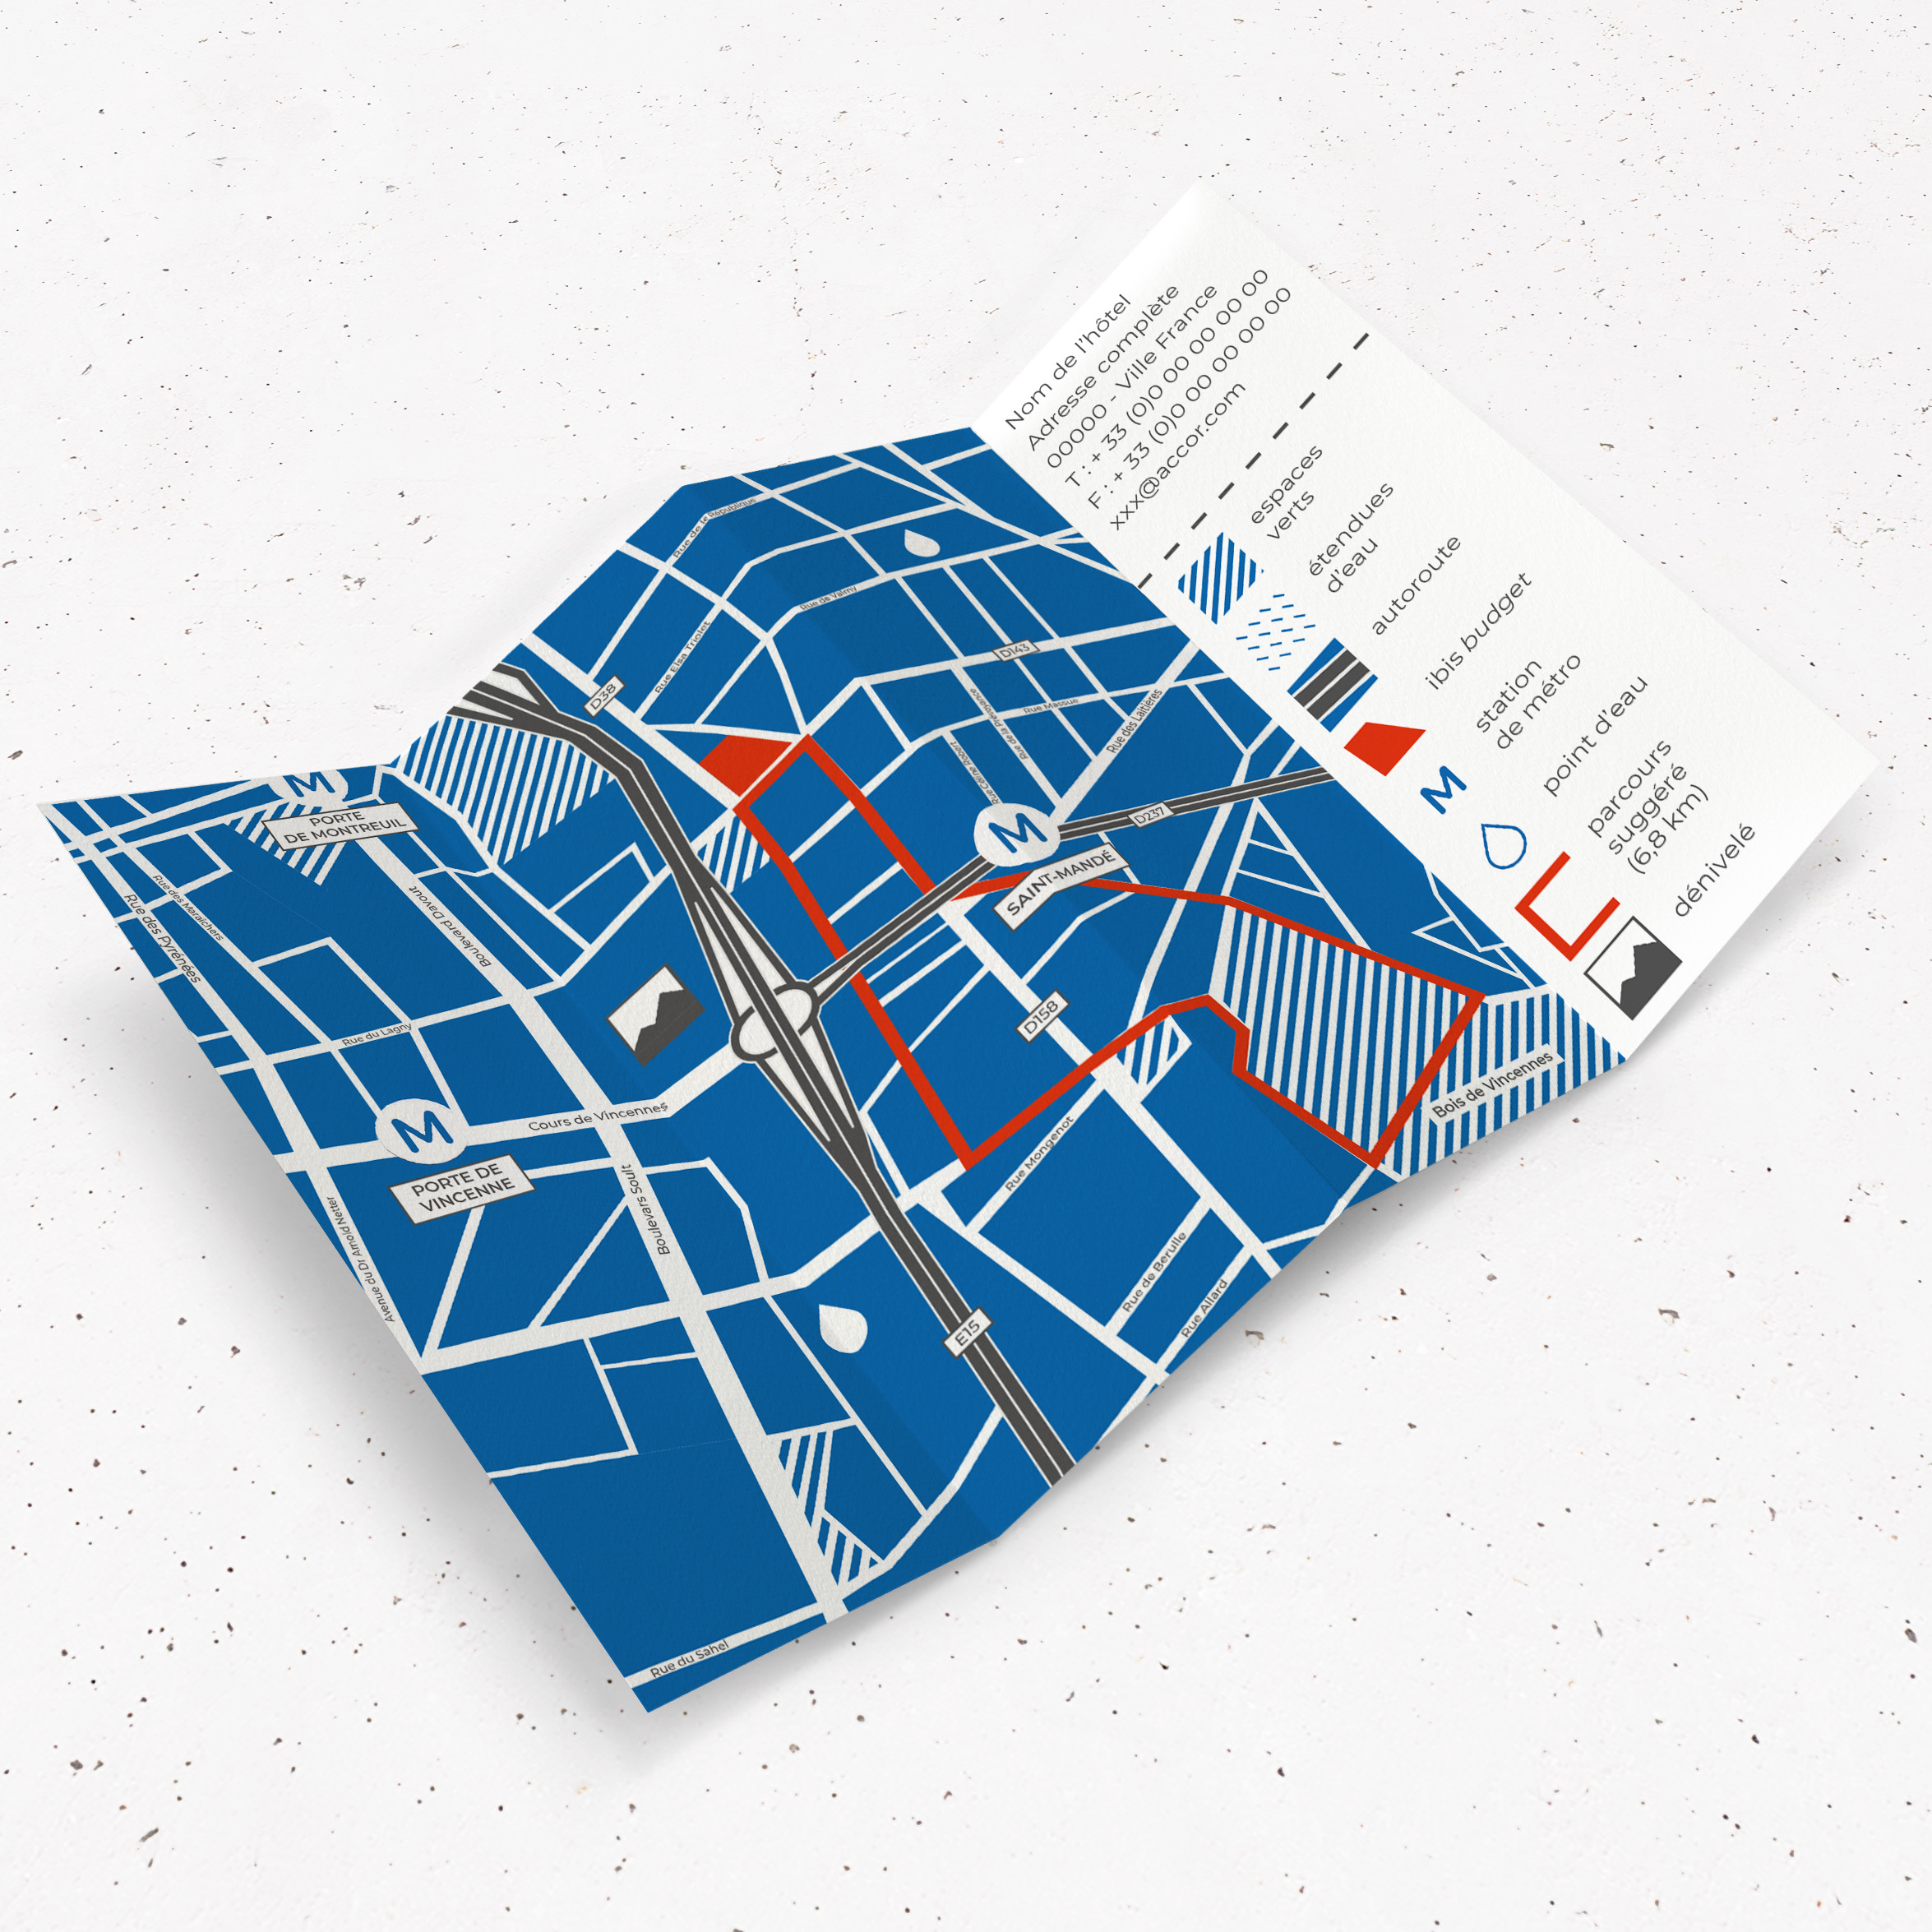 Nom de l'hôtel
Adresse complète
00000 - Ville France
T : + 33 (0)0 00 00 00 00
F : + 33 (0)0 00 00 00 00
xxx@accor.com
espaces
verts
étendues
d'eau
autoroute
ibis budget
M
station
de métro
point d'eau
parcours
suggéré
(6,8 km)
dénivelé
Rue de la République
Rue de Valmy
Rue Elsa Triolet
D38
D143
Rue Massue
Rue de la Prévoyance
Rue des Laitières
M
D237
SAINT-MANDÉ
M
PORTE
DE MONTREUIL
Rue des Maraîchers
Rue des Pyrénées
Boulevard Davout
Rue du Lagny
D158
Bois de Vincennes
M
PORTE DE
VINCENNE
Cours de Vincennes
Boulevars Soult
Avenue du Dr Arnold Netter
Rue Mongenot
Rue de Berulle
Rue Allard
E15
Rue du Sahel